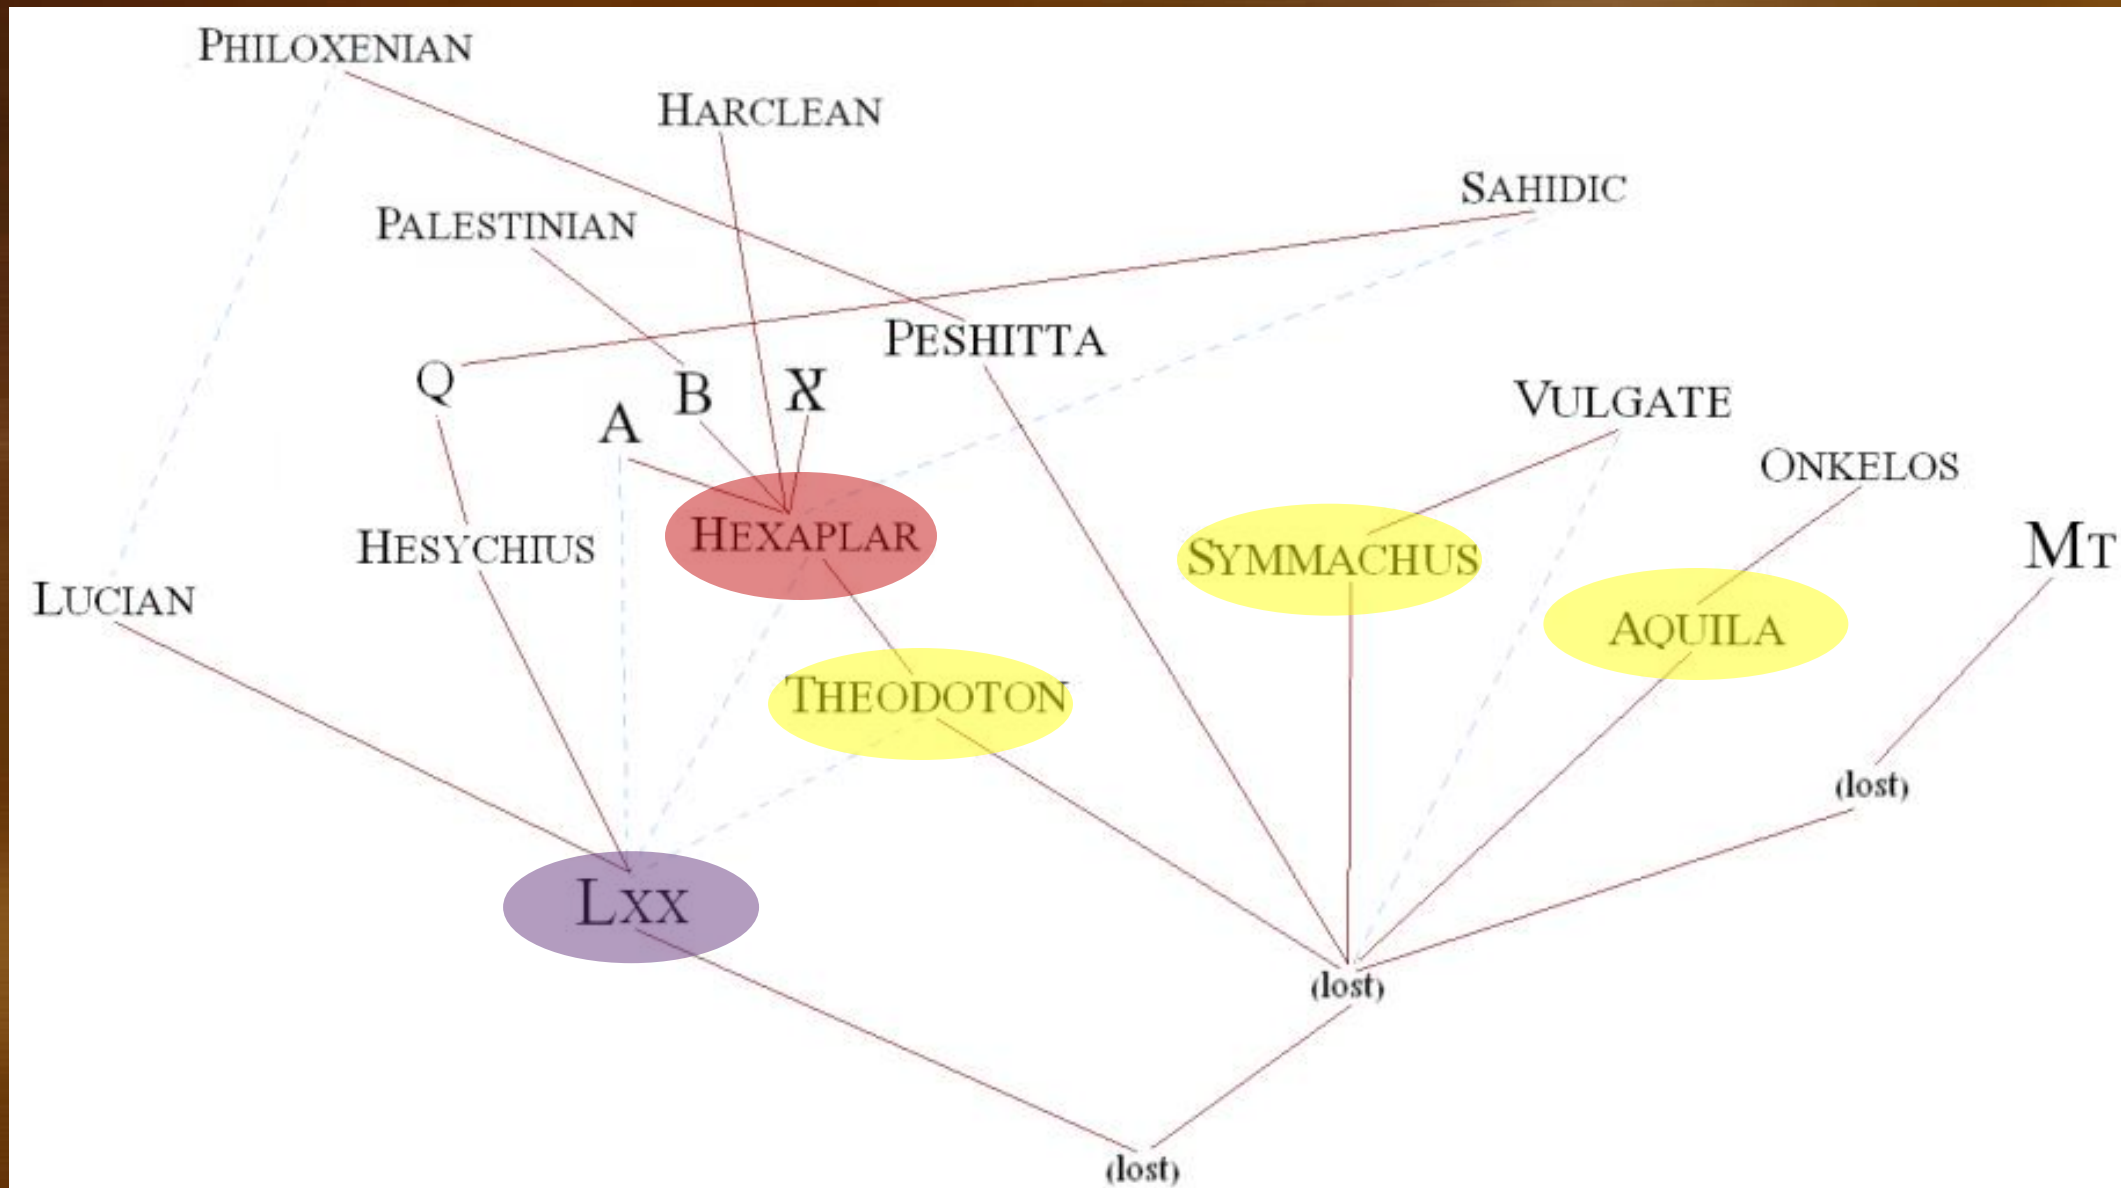 PHILOXENIAN
HARCLEAN
SAHIDIC
PALESTINIAN
PESHITTA
Q
B
A
VULGATE
ONKELOS
HEXAPLAR
SYMMACHUS
MT
HESYCHIUS
LUCIAN
AQUILA
THEODOTON
(lost)
LXX
(lost)
(lost)